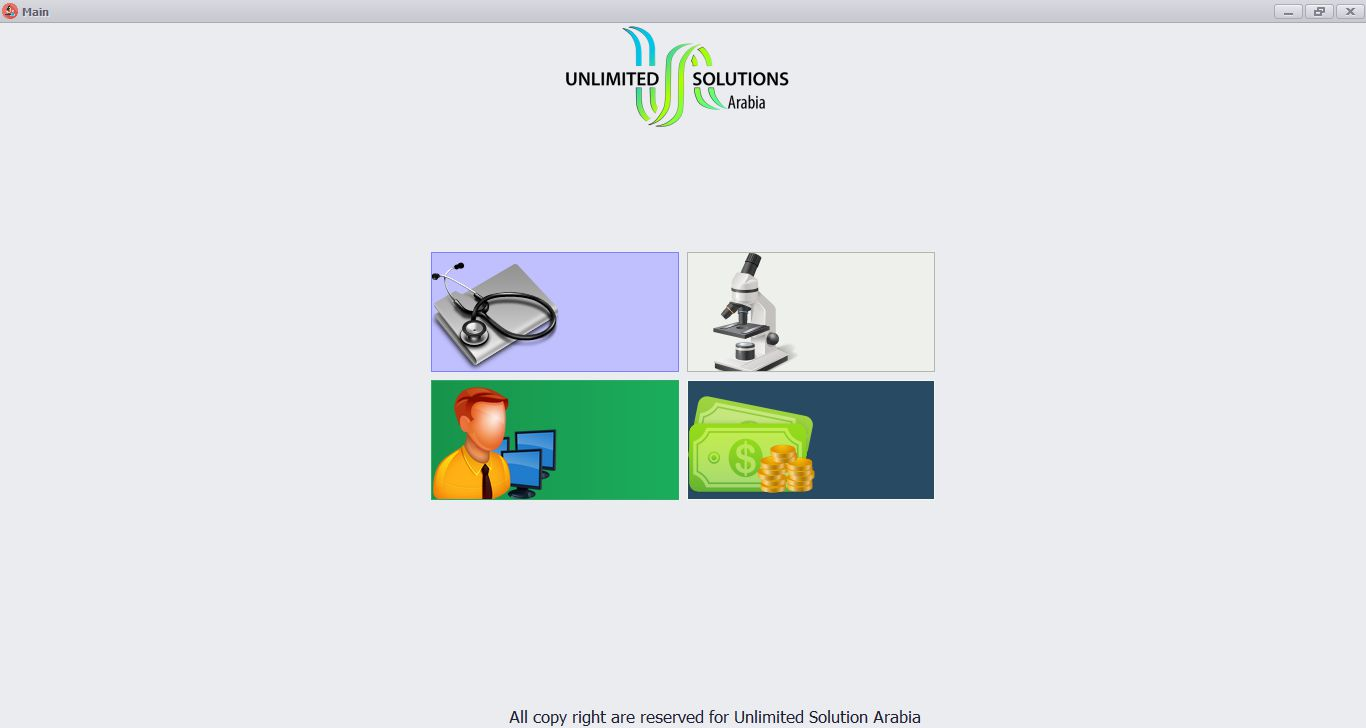 Main
UNLIMITED SOLUTIONS
Arabia
$
All copy right are reserved for Unlimited Solution Arabia